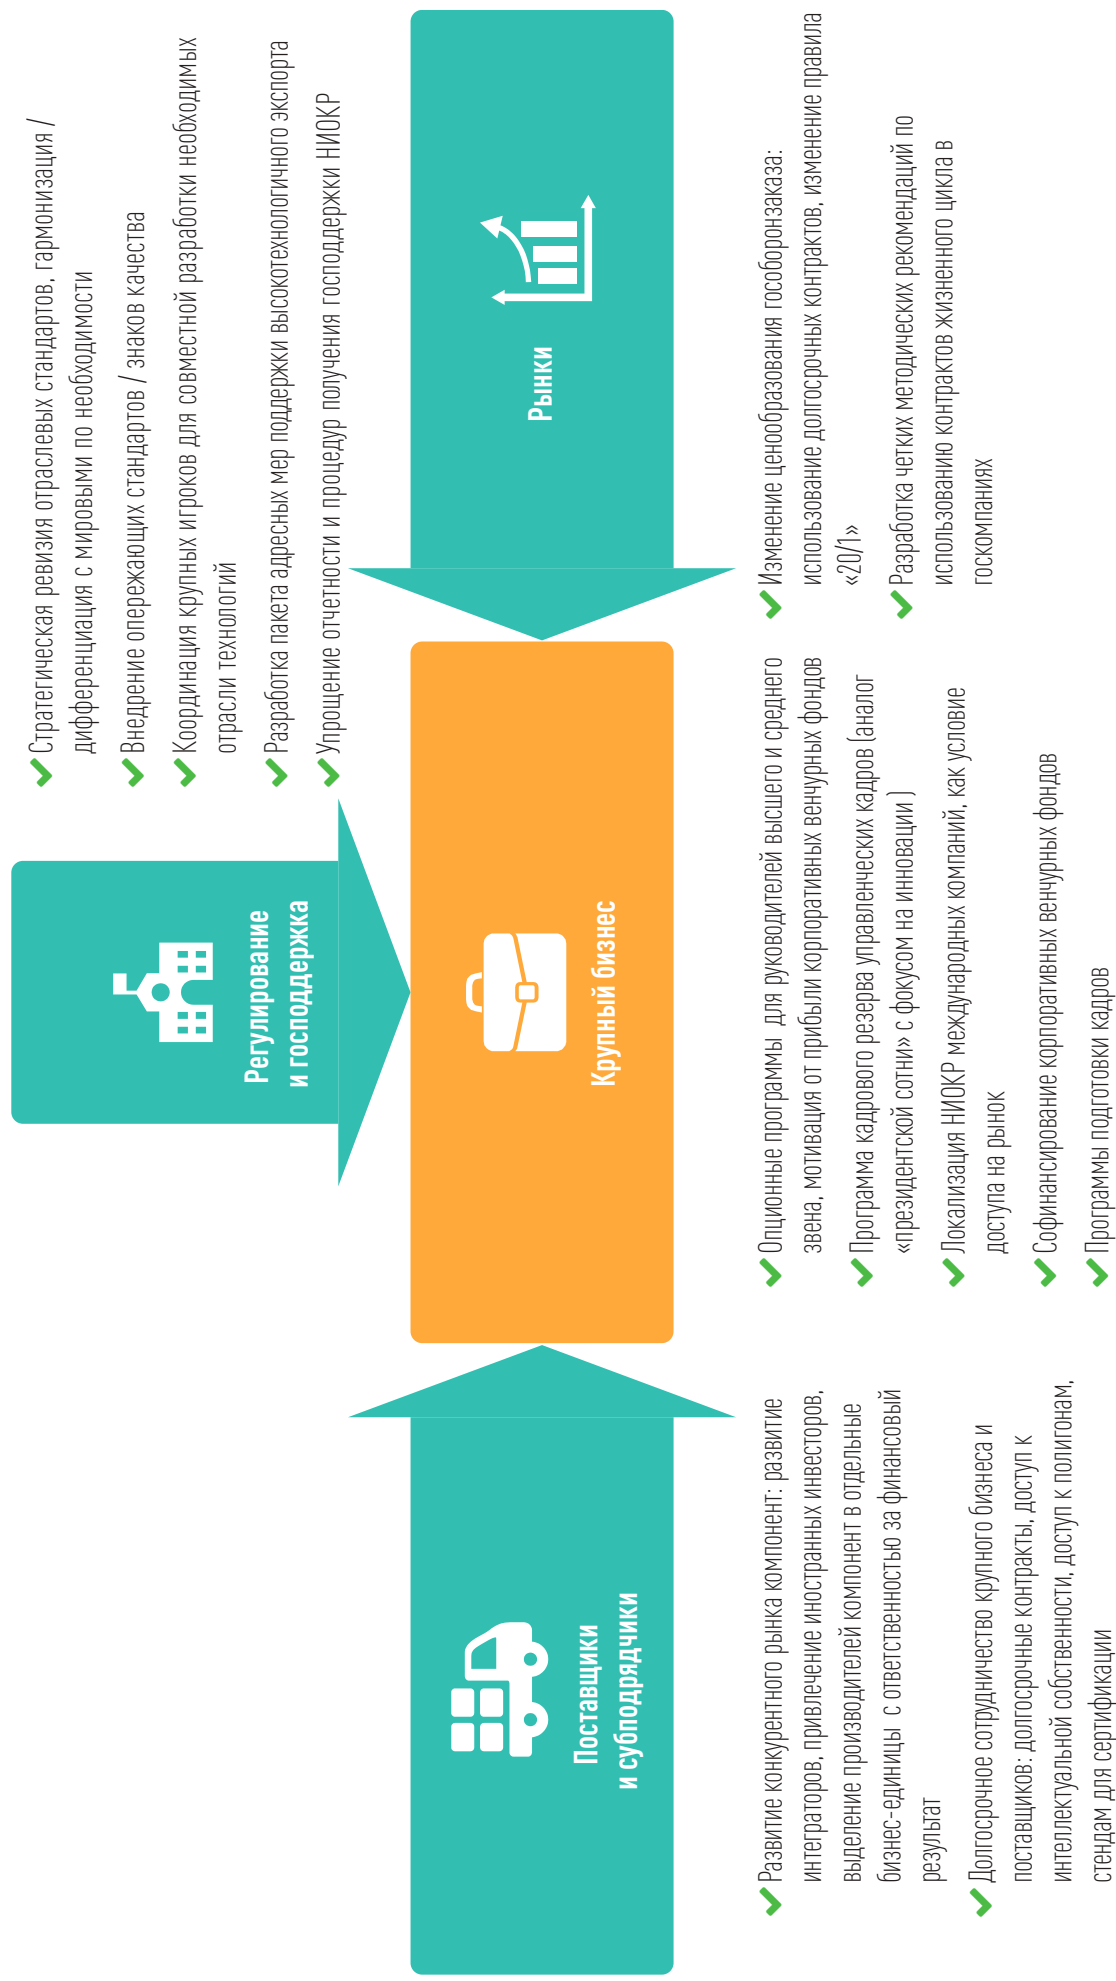 Регулирование
и господдержка
Стратегическая ревизия отраслевых стандартов, гармонизация /
дифференциация с мировыми по необходимости
Внедрение опережающих стандартов / знаков качества
Координация крупных игроков для совместной разработки необходимых
отрасли технологий
Разработка пакета адресных мер поддержки высокотехнологичного экспорта
Упрощение отчетности и процедур получения господдержки НИОКР
Поставщики
и субподрядчики
Крупный бизнес
Рынки
Развитие конкурентного рынка компонент: развитие
интеграторов, привлечение иностранных инвесторов,
выделение производителей компонент в отдельные
бизнес-единицы с ответственностью за финансовый
результат
Долгосрочное сотрудничество крупного бизнеса и
поставщиков: долгосрочные контракты, доступ к
интеллектуальной собственности, доступ к полигонам,
стендам для сертификации
Опционные программы для руководителей высшего и среднего
звена, мотивация от прибыли корпоративных венчурных фондов
Программа кадрового резерва управленческих кадров (аналог
«президентской сотни» с фокусом на инновации )
Локализация НИОКР международных компаний, как условие
доступа на рынок
Софинансирование корпоративных венчурных фондов
Программы подготовки кадров
Изменение ценообразования гособоронзаказа:
использование долгосрочных контрактов, изменение правила
«20/1»
Разработка четких методических рекомендаций по
использованию контрактов жизненного цикла в
госкомпаниях